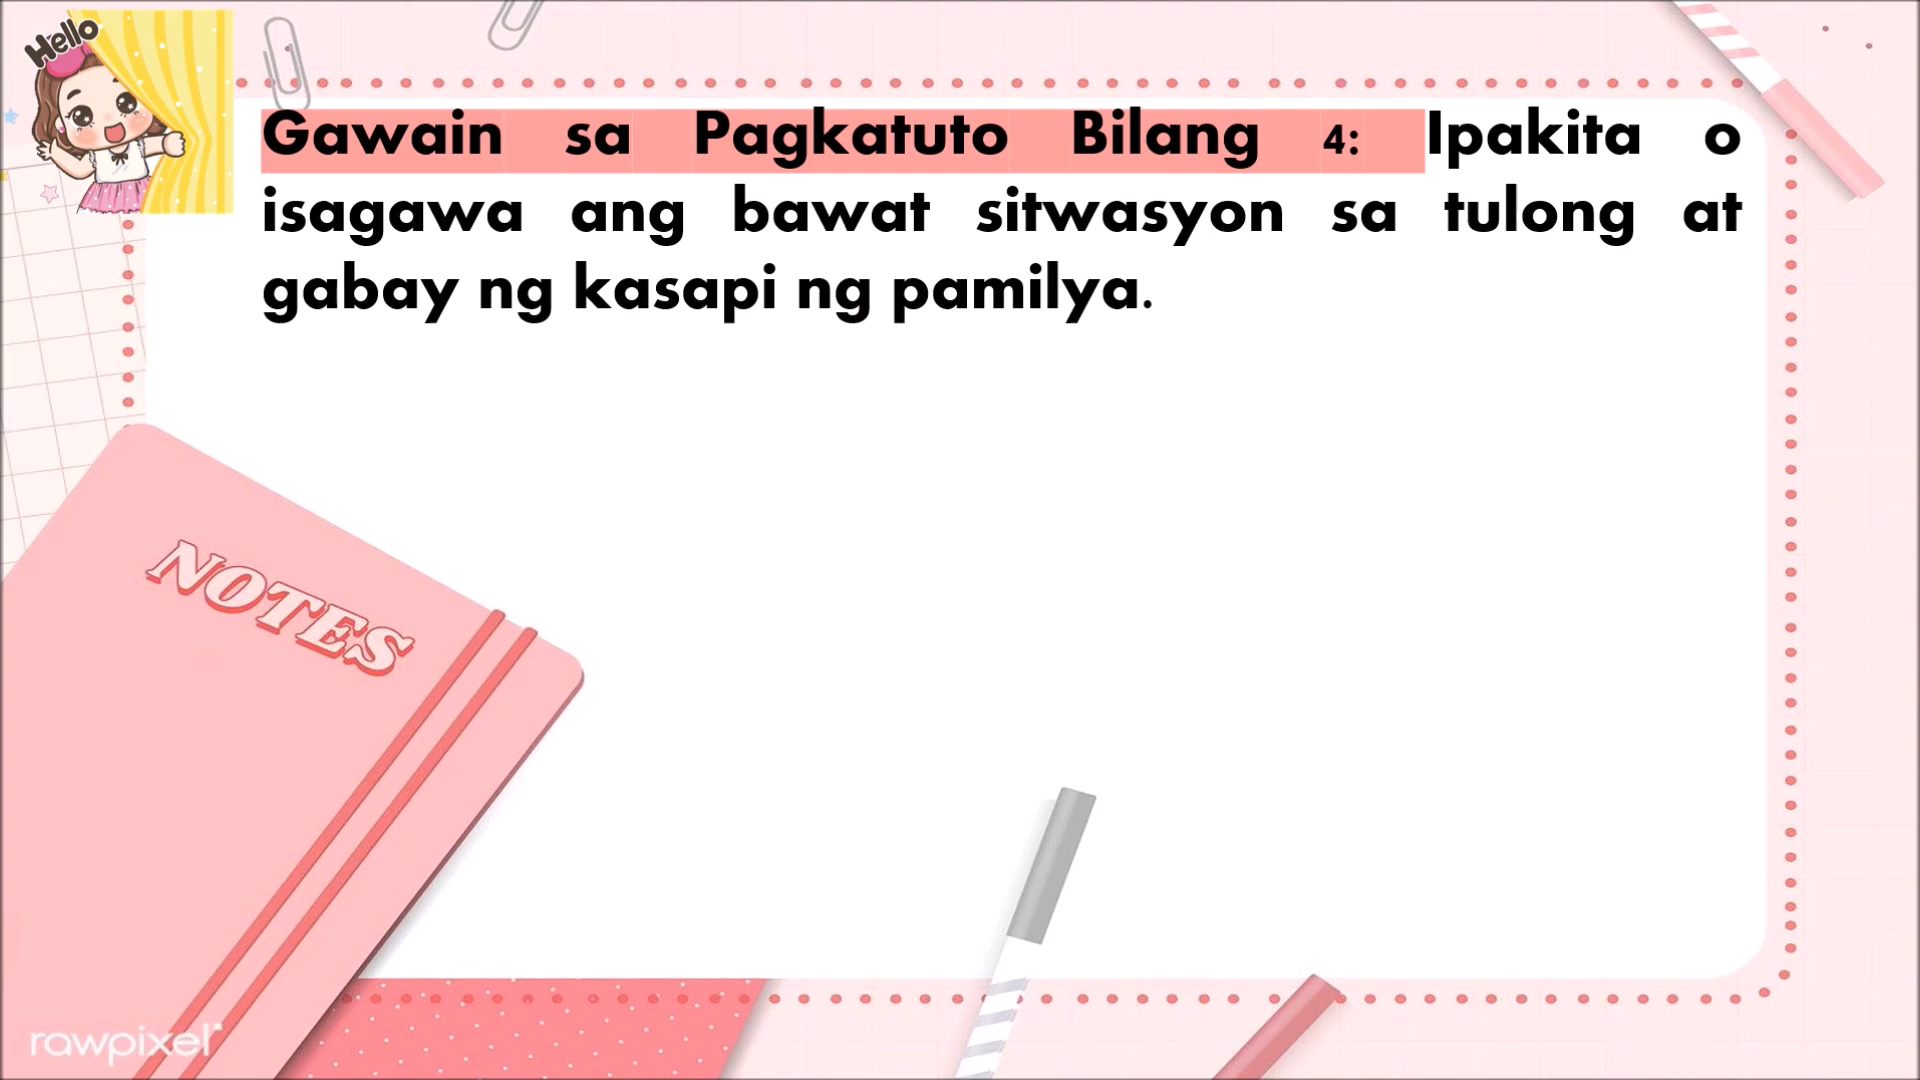 Hello
Gawain sa Pagkatuto Bilang 4: Ipakita o
isagawa ang bawat sitwasyon sa tulong at
gabay ng kasapi ng pamilya.
NOTES
rawpixel